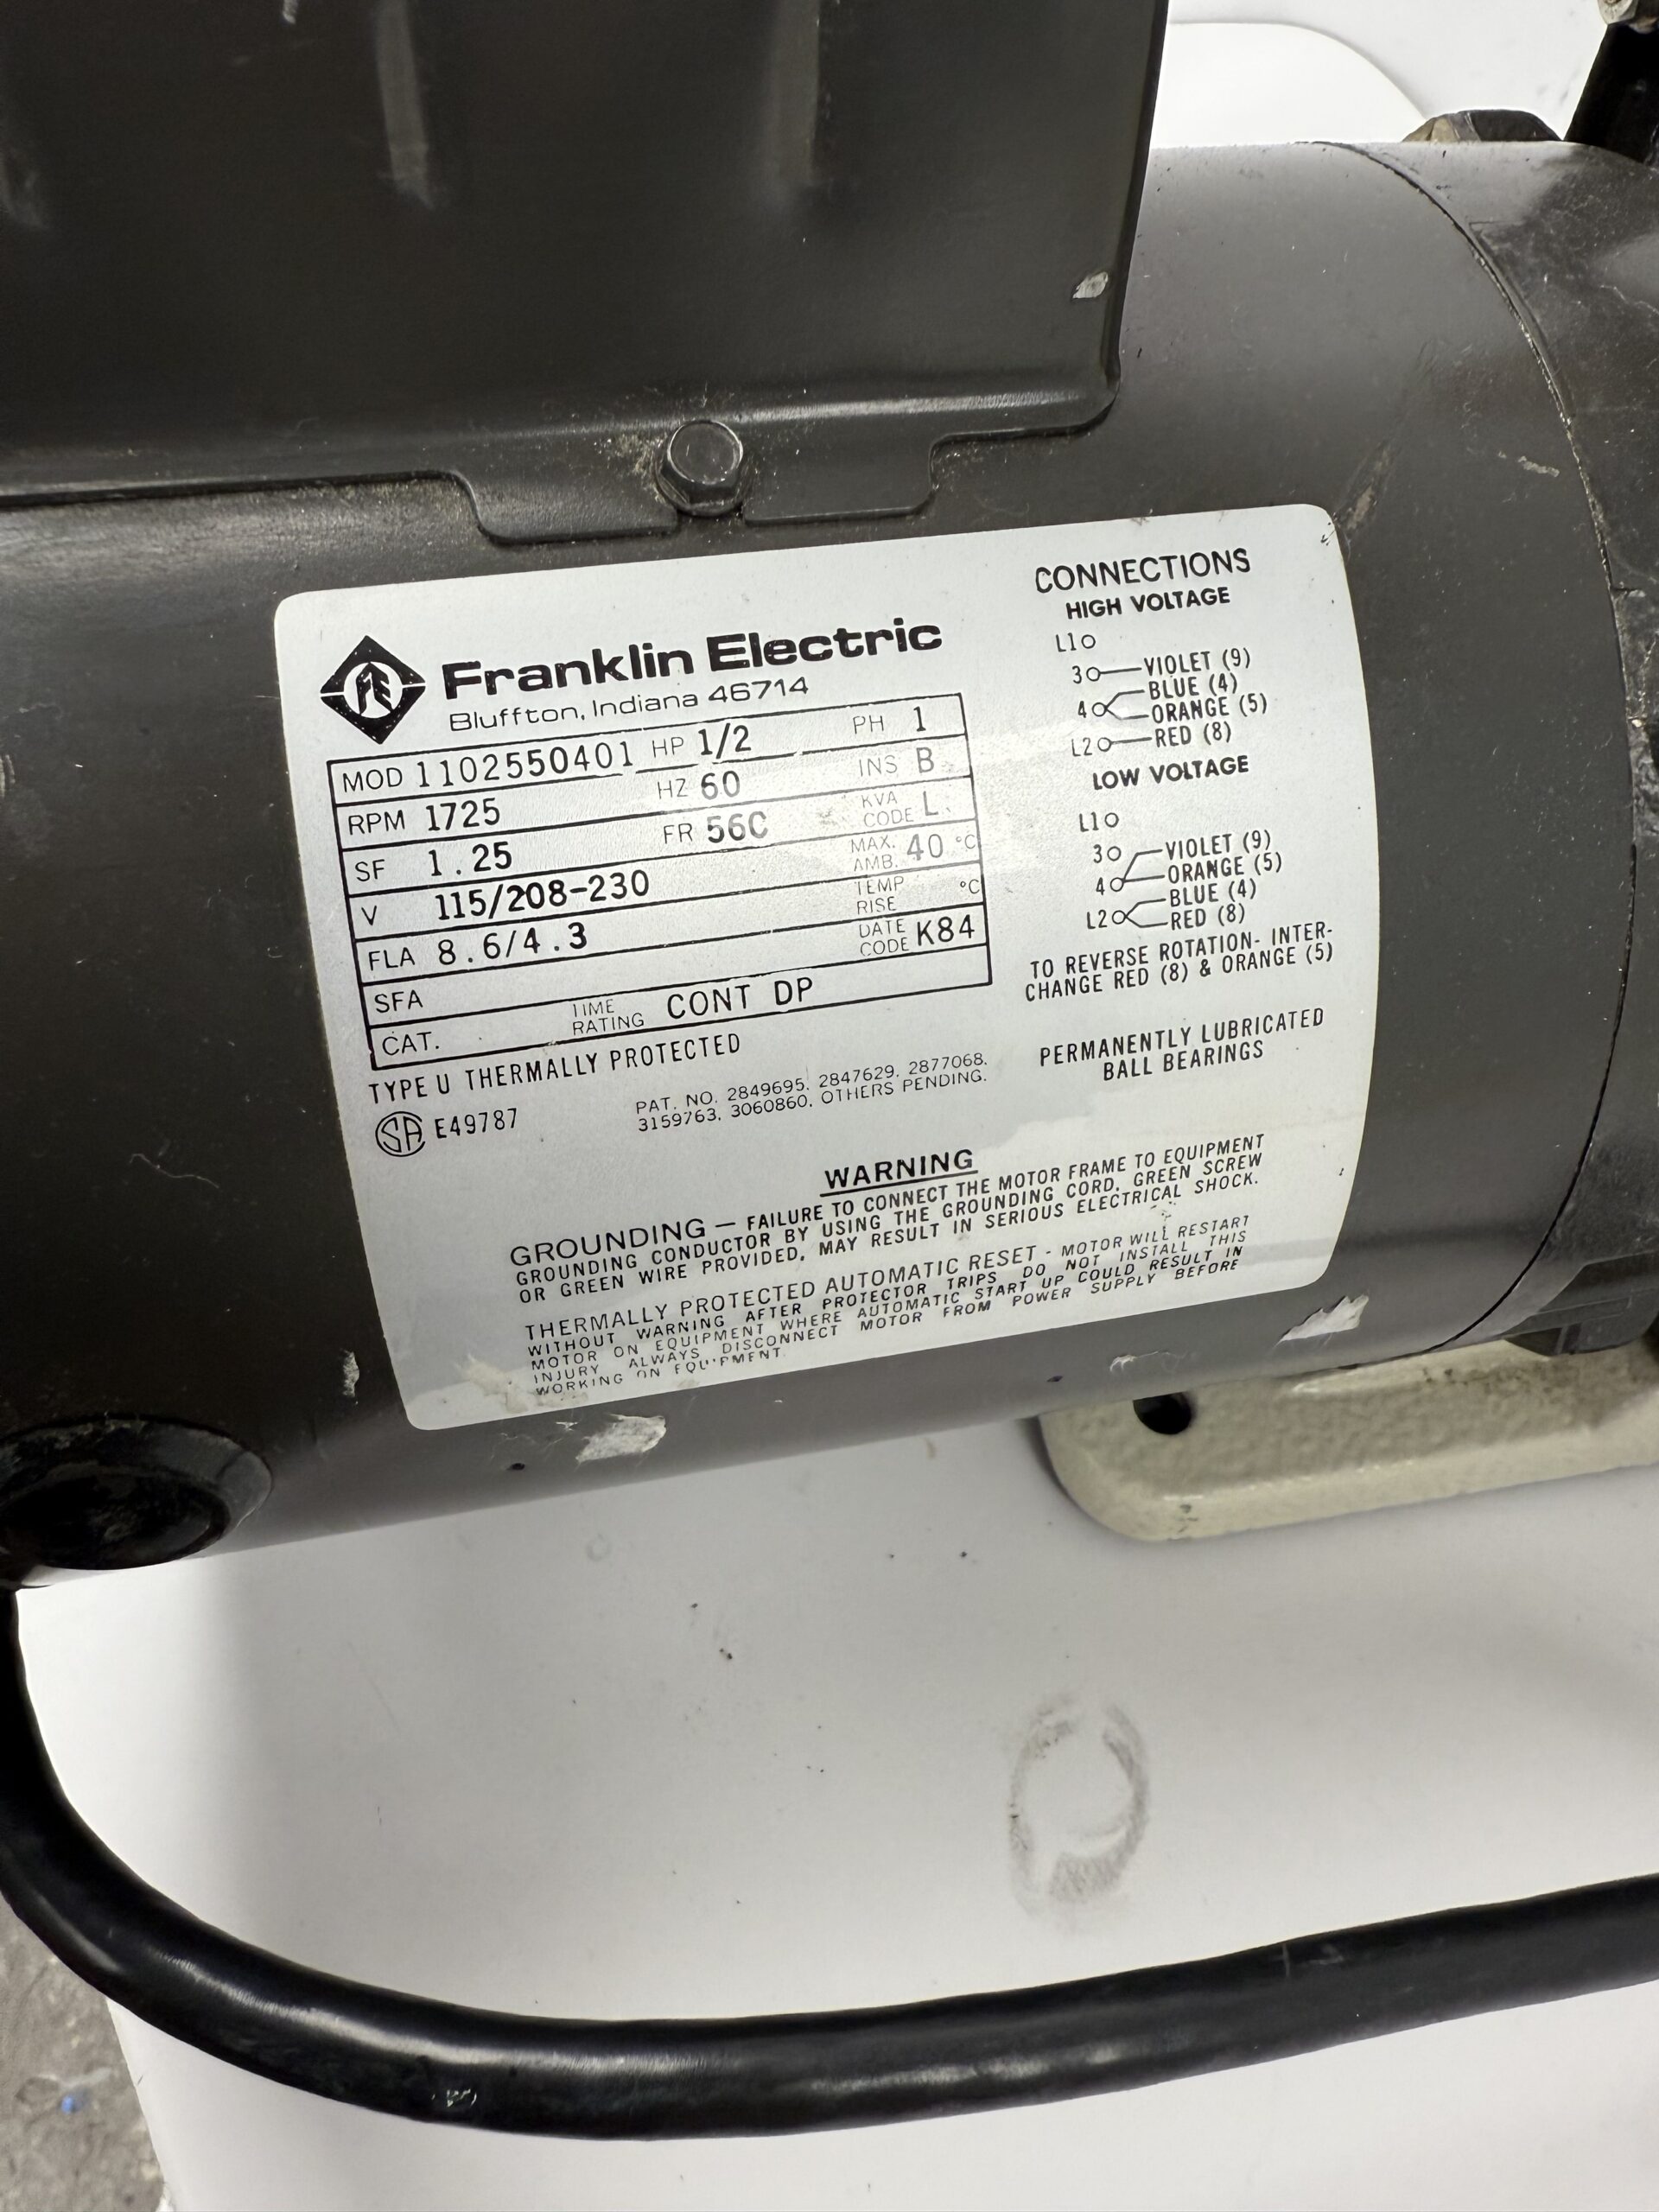 Franklin Electric
Bluffton, Indiana 46714
MOD 1102550401 HP 1/2 PH 1
RPM 1725 HZ 60 INS B
SF 1.25 FR 56C KVA CODE L
V 115/208-230 MAX. AMB. 40 °C
FLA 8.6/4.3 TEMP RISE °C
SFA DATE CODE K84
CAT. TIME RATING CONT DP
TYPE U THERMALLY PROTECTED
SA E49787
PAT. NO. 2849695, 2847629, 2877068,
3159763, 3060860, OTHERS PENDING.
CONNECTIONS
HIGH VOLTAGE
L1
3 VIOLET (9)
BLUE (4)
4 ORANGE (5)
L2 RED (8)
LOW VOLTAGE
L1
3 VIOLET (9)
4 ORANGE (5)
BLUE (4)
L2 RED (8)
TO REVERSE ROTATION- INTER-
CHANGE RED (8) & ORANGE (5)
PERMANENTLY LUBRICATED
BALL BEARINGS
WARNING
GROUNDING — FAILURE TO CONNECT THE MOTOR FRAME TO EQUIPMENT
GROUNDING CONDUCTOR BY USING THE GROUNDING CORD, GREEN SCREW
OR GREEN WIRE PROVIDED, MAY RESULT IN SERIOUS ELECTRICAL SHOCK.
THERMALLY PROTECTED AUTOMATIC RESET - MOTOR WILL RESTART
WITHOUT WARNING AFTER PROTECTOR TRIPS DO NOT INSTALL THIS
MOTOR ON EQUIPMENT WHERE AUTOMATIC START UP COULD RESULT IN
INJURY ALWAYS DISCONNECT MOTOR FROM POWER SUPPLY BEFORE
WORKING ON EQUIPMENT